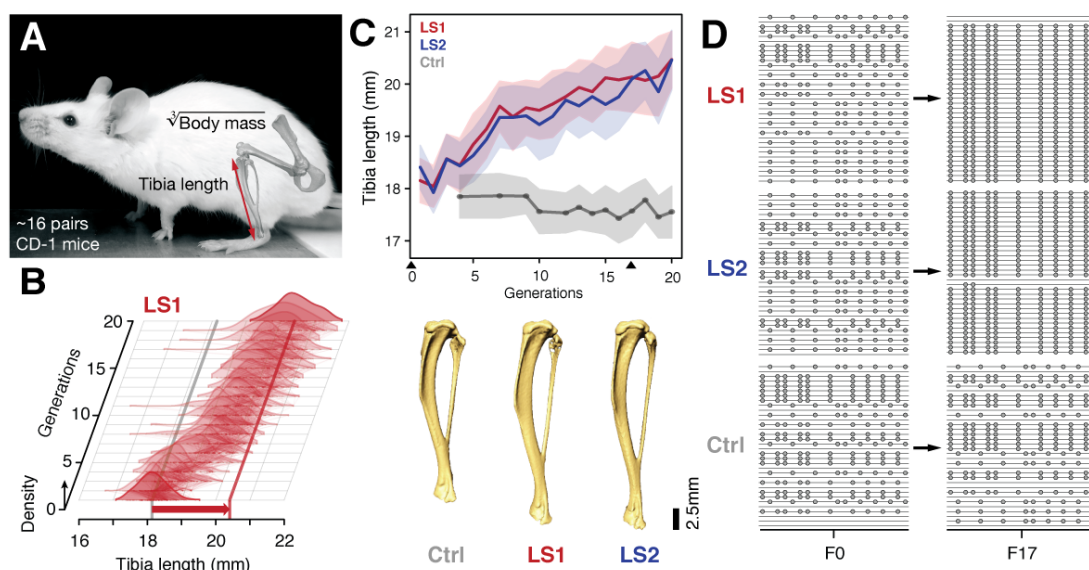 A
∛Body mass
Tibia length
~16 pairs
CD-1 mice
B
LS1
20
15
10
5
0
Generations
Density
16
18
20
22
Tibia length (mm)
C
LS1
LS2
Ctrl
21
20
19
18
17
Tibia length (mm)
0
5
10
15
20
Generations
2.5mm
Ctrl
LS1
LS2
D
LS1
LS2
Ctrl
F0
F17